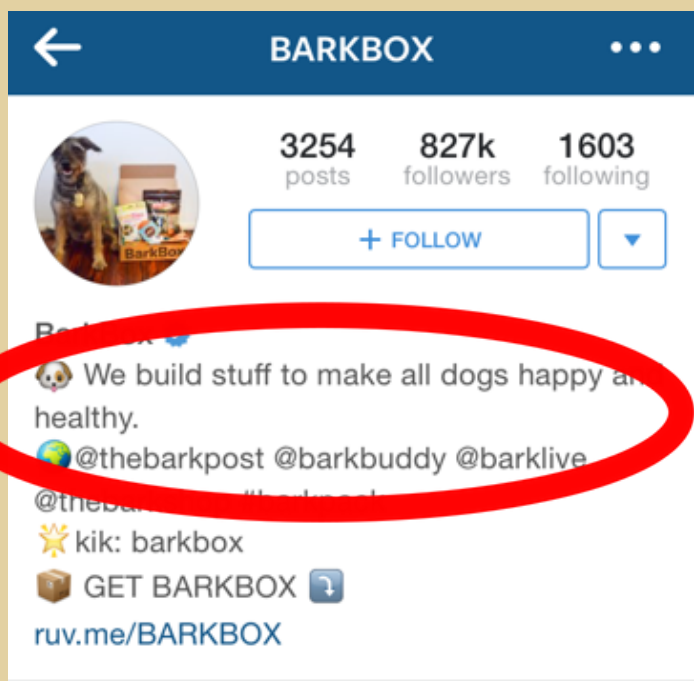 BARKBOX
3254 827k 1603
posts followers following
BarkBox
+ FOLLOW
We build stuff to make all dogs happy
healthy.
@thebarkpost @barkbuddy @barklive
kik: barkbox
GET BARKBOX
ruv.me/BARKBOX